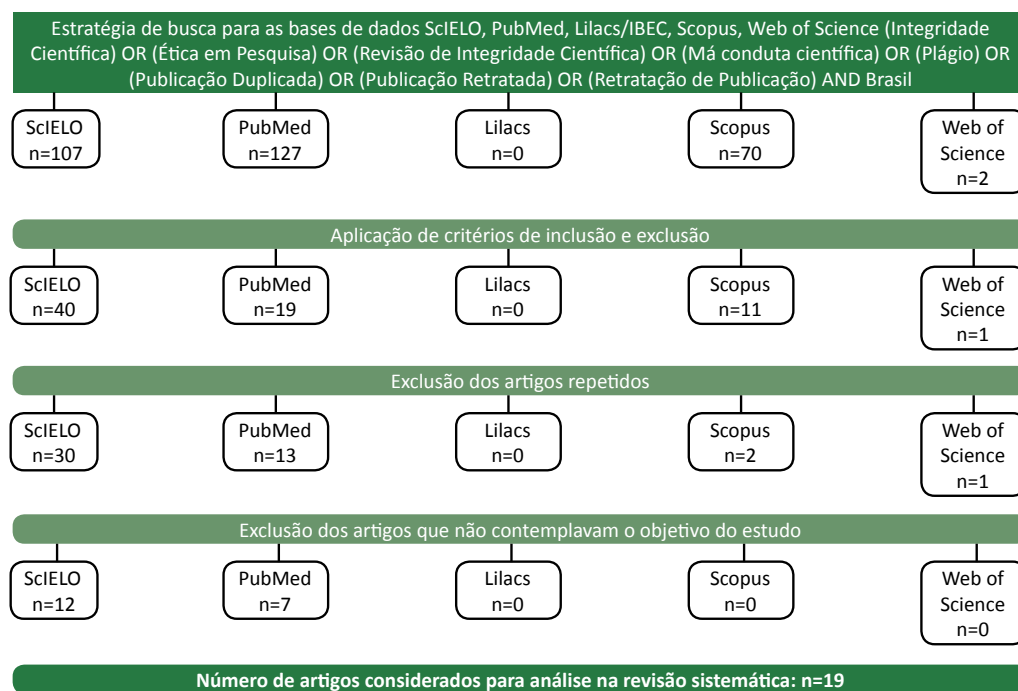 Estratégia de busca para as bases de dados ScIELO, PubMed, Lilacs/IBEC, Scopus, Web of Science (Integridade
Científica) OR (Ética em Pesquisa) OR (Revisão de Integridade Científica) OR (Má conduta científica) OR (Plágio) OR
(Publicação Duplicada) OR (Publicação Retratada) OR (Retratação de Publicação) AND Brasil
ScIELO
n=107
PubMed
n=127
Lilacs
n=0
Scopus
n=70
Web of
Science
n=2
Aplicação de critérios de inclusão e exclusão
ScIELO
n=40
PubMed
n=19
Lilacs
n=0
Scopus
n=11
Web of
Science
n=1
Exclusão dos artigos repetidos
ScIELO
n=30
PubMed
n=13
Lilacs
n=0
Scopus
n=2
Web of
Science
n=1
Exclusão dos artigos que não contemplavam o objetivo do estudo
ScIELO
n=12
PubMed
n=7
Lilacs
n=0
Scopus
n=0
Web of
Science
n=0
Número de artigos considerados para análise na revisão sistemática: n=19